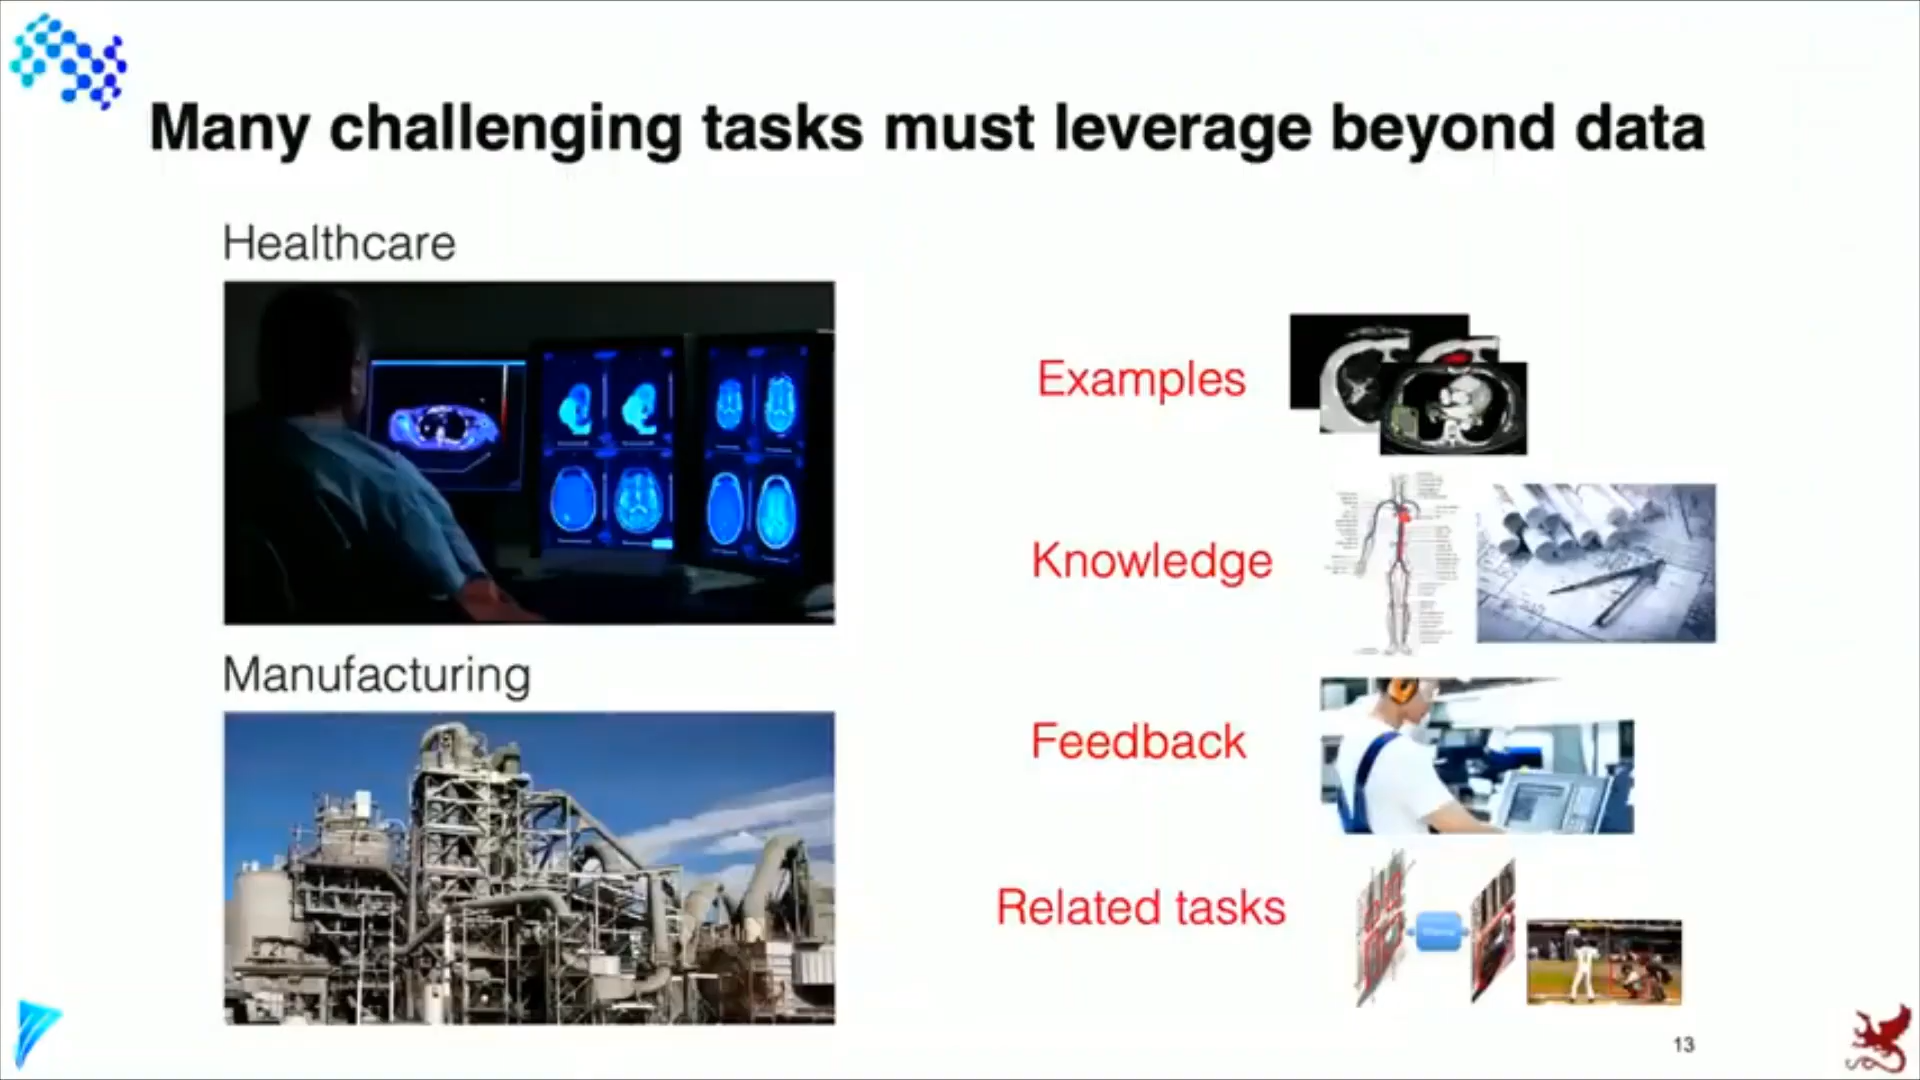 Many challenging tasks must leverage beyond data
Healthcare
Examples
Knowledge
Manufacturing
Feedback
Related tasks
13